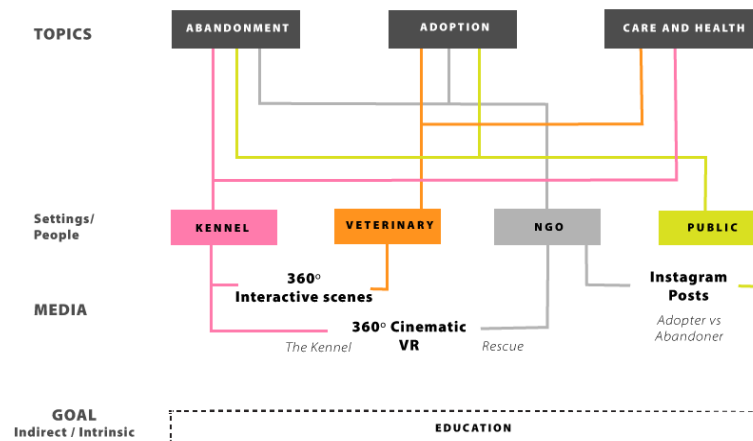 TOPICS
ABANDONMENT
ADOPTION
CARE AND HEALTH
Settings/
People
KENNEL
VETERINARY
NGO
PUBLIC
MEDIA
360º
Interactive scenes
Instagram
Posts
The Kennel
360º Cinematic
VR
Rescue
Adopter vs
Abandoner
GOAL
Indirect / Intrinsic
EDUCATION